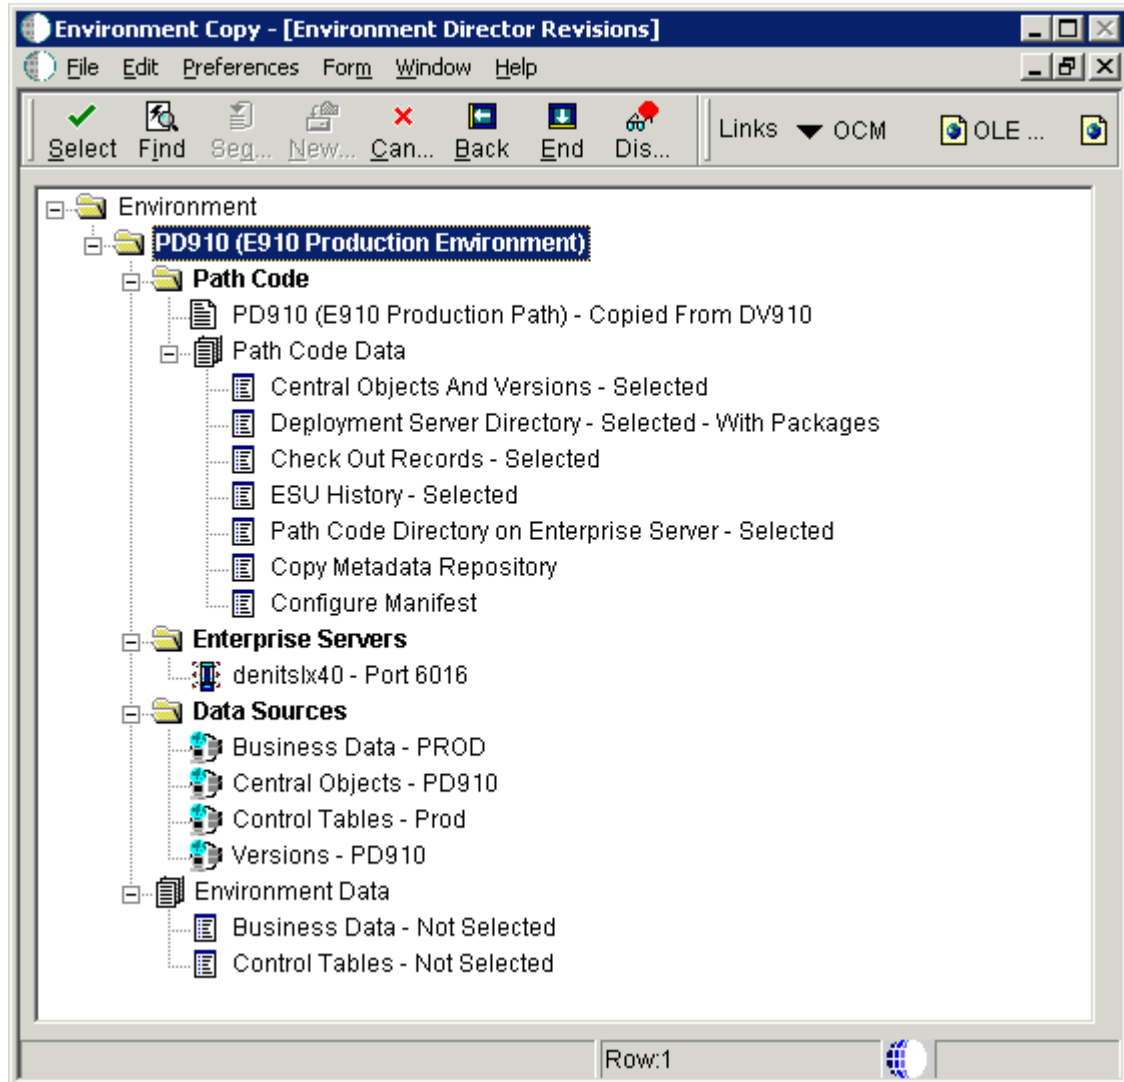 Environment Copy - [Environment Director Revisions]
File Edit Preferences Form Window Help
Select Find Seq... New... Can... Back End Dis... Links OCM OLE ...
Environment
PD910 (E910 Production Environment)
Path Code
PD910 (E910 Production Path) - Copied From DV910
Path Code Data
Central Objects And Versions - Selected
Deployment Server Directory - Selected - With Packages
Check Out Records - Selected
ESU History - Selected
Path Code Directory on Enterprise Server - Selected
Copy Metadata Repository
Configure Manifest
Enterprise Servers
denitslx40 - Port 6016
Data Sources
Business Data - PROD
Central Objects - PD910
Control Tables - Prod
Versions - PD910
Environment Data
Business Data - Not Selected
Control Tables - Not Selected
Row:1